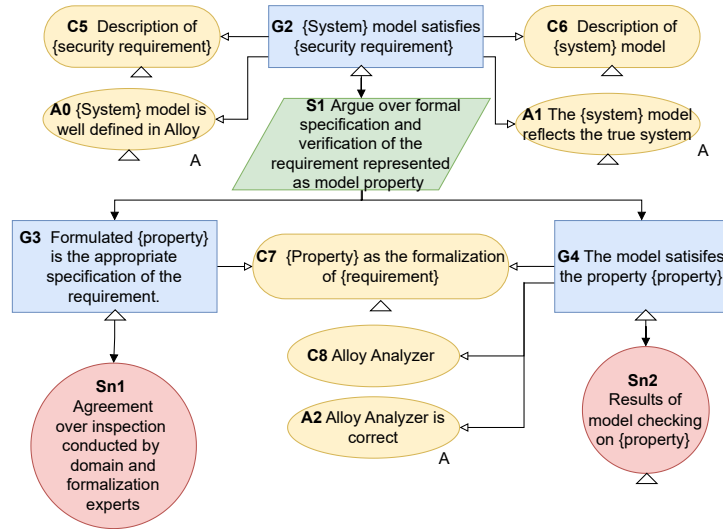 C5 Description of
{security requirement}
G2 {System} model satisfies
{security requirement}
C6 Description of
{system} model
A0 {System} model is
well defined in Alloy
A
S1 Argue over formal
specification and
verification of the
requirement represented
as model property
A1 The {system} model
reflects the true system
A
G3 Formulated {property}
is the appropriate
specification of the
requirement.
C7 {Property} as the formalization
of {requirement}
G4 The model satisifes
the property {property}
C8 Alloy Analyzer
A2 Alloy Analyzer is
correct
A
Sn1
Agreement
over inspection
conducted by
domain and
formalization
experts
Sn2
Results of
model checking
on {property}